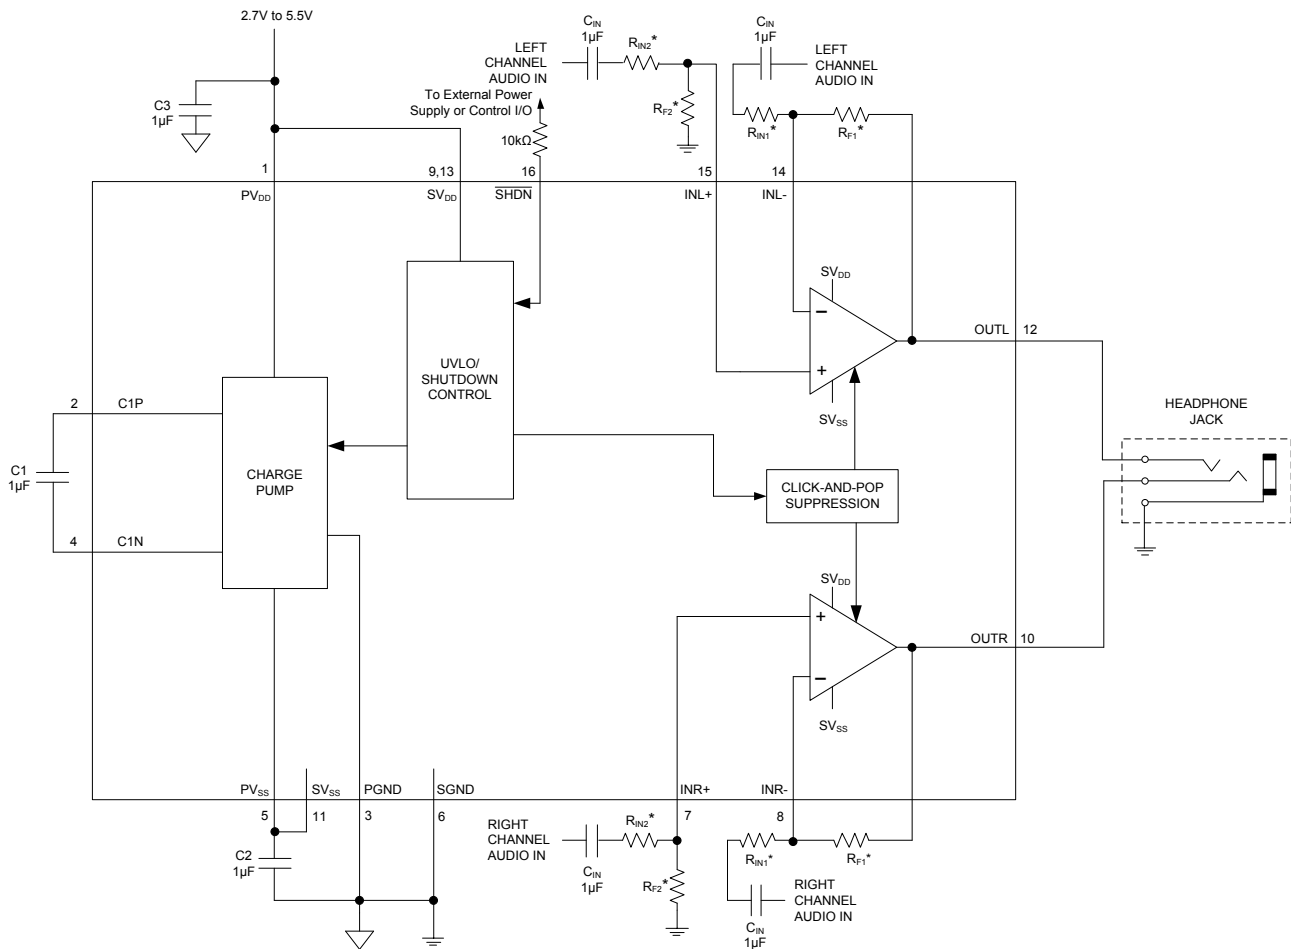 2.7V to 5.5V
C3
1µF
LEFT
CHANNEL
AUDIO IN
CIN
1µF
RIN2*
RF2*
CIN
1µF
LEFT
CHANNEL
AUDIO IN
RIN1*
RF1*
To External Power
Supply or Control I/O
10kΩ
1
9,13
16
15
14
PVDD
SVDD
SHDN
INL+
INL-
SVDD
−
+
SVSS
OUTL
12
UVLO/
SHUTDOWN
CONTROL
2
C1P
C1
1µF
CHARGE
PUMP
4
C1N
CLICK-AND-POP
SUPPRESSION
HEADPHONE
JACK
SVDD
+
−
SVSS
OUTR
10
PVSS
SVSS
PGND
SGND
INR+
INR-
5
11
3
6
7
8
C2
1µF
RIGHT
CHANNEL
AUDIO IN
CIN
1µF
RIN2*
RF2*
RIN1*
RF1*
CIN
1µF
RIGHT
CHANNEL
AUDIO IN